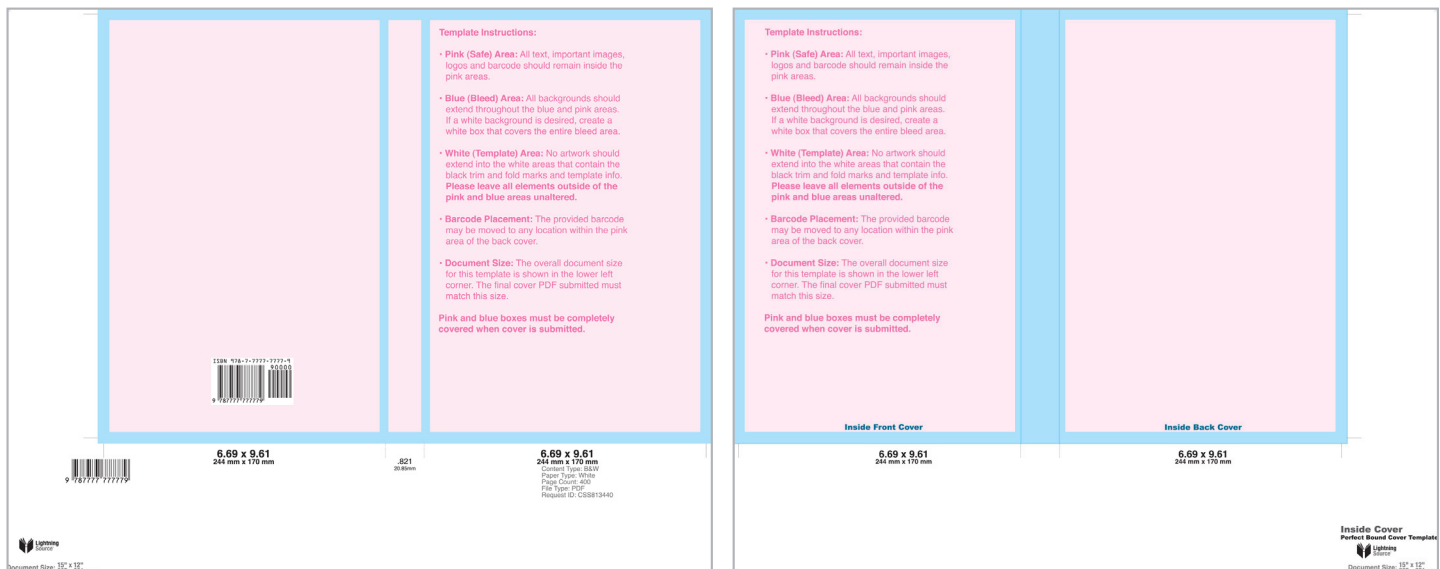 Template Instructions:
• Pink (Safe) Area: All text, important images,
logos and barcode should remain inside the
pink areas.
• Blue (Bleed) Area: All backgrounds should
extend throughout the blue and pink areas.
If a white background is desired, create a
white box that covers the entire bleed area.
• White (Template) Area: No artwork should
extend into the white areas that contain the
black trim and fold marks and template info.
Please leave all elements outside of the
pink and blue areas unaltered.
• Barcode Placement: The provided barcode
may be moved to any location within the pink
area of the back cover.
• Document Size: The overall document size
for this template is shown in the lower left
corner. The final cover PDF submitted must
match this size.
Pink and blue boxes must be completely
covered when cover is submitted.
ISBN 978-7-7777-7777-9
90000
9 787777 777779
6.69 x 9.61
244 mm x 170 mm
.821
20.85mm
6.69 x 9.61
244 mm x 170 mm
Content Type: B&W
Paper Type: White
Page Count: 400
File Type: PDF
Request ID: CSS813440
9 787777 777779
Lightning
Source
Document Size: 15" x 12"
Template Instructions:
• Pink (Safe) Area: All text, important images,
logos and barcode should remain inside the
pink areas.
• Blue (Bleed) Area: All backgrounds should
extend throughout the blue and pink areas.
If a white background is desired, create a
white box that covers the entire bleed area.
• White (Template) Area: No artwork should
extend into the white areas that contain the
black trim and fold marks and template info.
Please leave all elements outside of the
pink and blue areas unaltered.
• Barcode Placement: The provided barcode
may be moved to any location within the pink
area of the back cover.
• Document Size: The overall document size
for this template is shown in the lower left
corner. The final cover PDF submitted must
match this size.
Pink and blue boxes must be completely
covered when cover is submitted.
Inside Front Cover
Inside Back Cover
6.69 x 9.61
244 mm x 170 mm
6.69 x 9.61
244 mm x 170 mm
Inside Cover
Perfect Bound Cover Template
Lightning
Source
Document Size: 15" x 12"